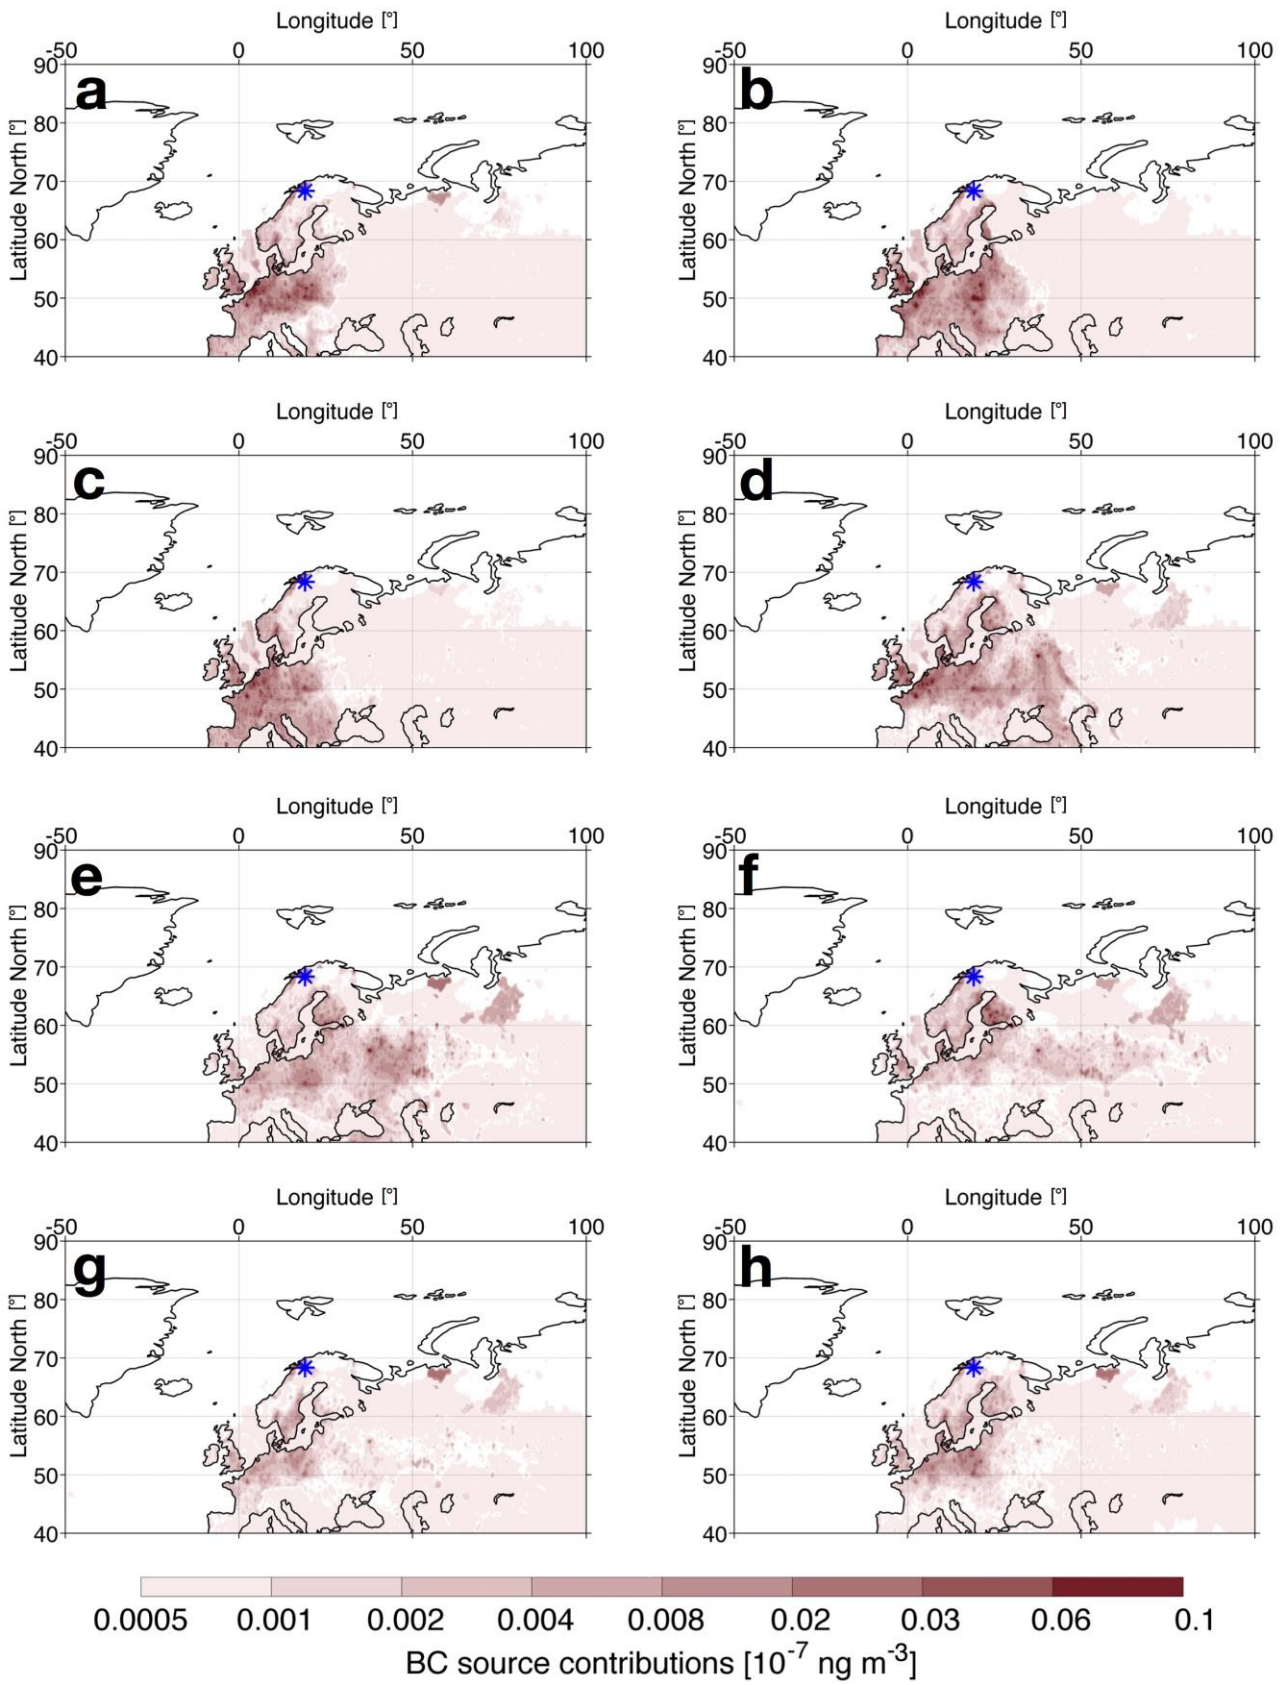 Longitude [°] Longitude [°]
-50 0 50 100 -50 0 50 100
90 a 90 b
80 80
70 70
60 60
50 50
40 40
Latitude North [°] Latitude North [°]
Longitude [°] Longitude [°]
-50 0 50 100 -50 0 50 100
90 c 90 d
80 80
70 70
60 60
50 50
40 40
Latitude North [°] Latitude North [°]
Longitude [°] Longitude [°]
-50 0 50 100 -50 0 50 100
90 e 90 f
80 80
70 70
60 60
50 50
40 40
Latitude North [°] Latitude North [°]
Longitude [°] Longitude [°]
-50 0 50 100 -50 0 50 100
90 g 90 h
80 80
70 70
60 60
50 50
40 40
Latitude North [°] Latitude North [°]
0.0005 0.001 0.002 0.004 0.008 0.02 0.03 0.06 0.1
BC source contributions [10⁻⁷ ng m⁻³]